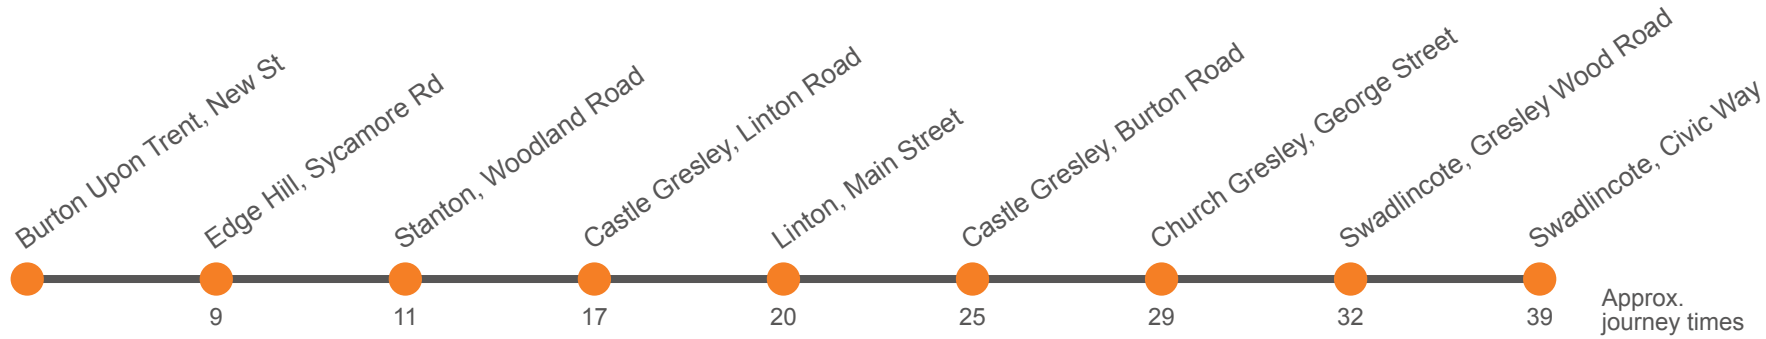 Burton Upon Trent, New St
Edge Hill, Sycamore Rd
Stanton, Woodland Road
Castle Gresley, Linton Road
Linton, Main Street
Castle Gresley, Burton Road
Church Gresley, George Street
Swadlincote, Gresley Wood Road
Swadlincote, Civic Way
9
11
17
20
25
29
32
39
Approx.
journey times